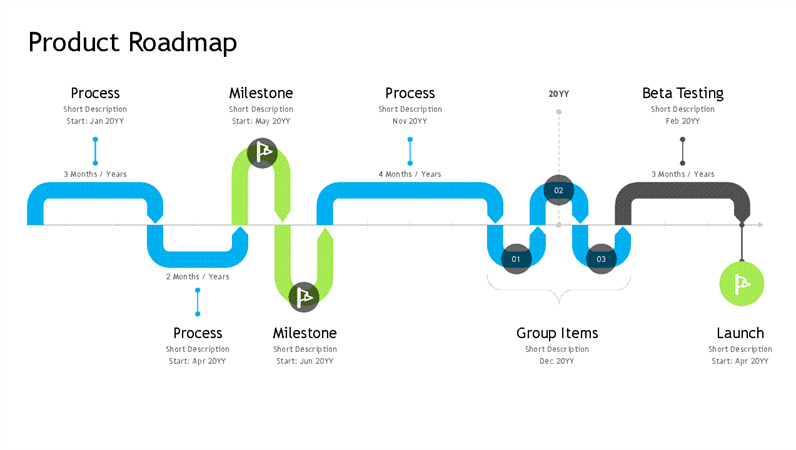 Product Roadmap
Process
Short Description
Start: Jan 20YY
Milestone
Short Description
Start: May 20YY
Process
Short Description
Nov 20YY
20YY
Beta Testing
Short Description
Feb 20YY
3 Months / Years
4 Months / Years
3 Months / Years
02
01
03
2 Months / Years
Process
Short Description
Start: Apr 20YY
Milestone
Short Description
Start: Jun 20YY
Group Items
Short Description
Dec 20YY
Launch
Short Description
Start: Apr 20YY